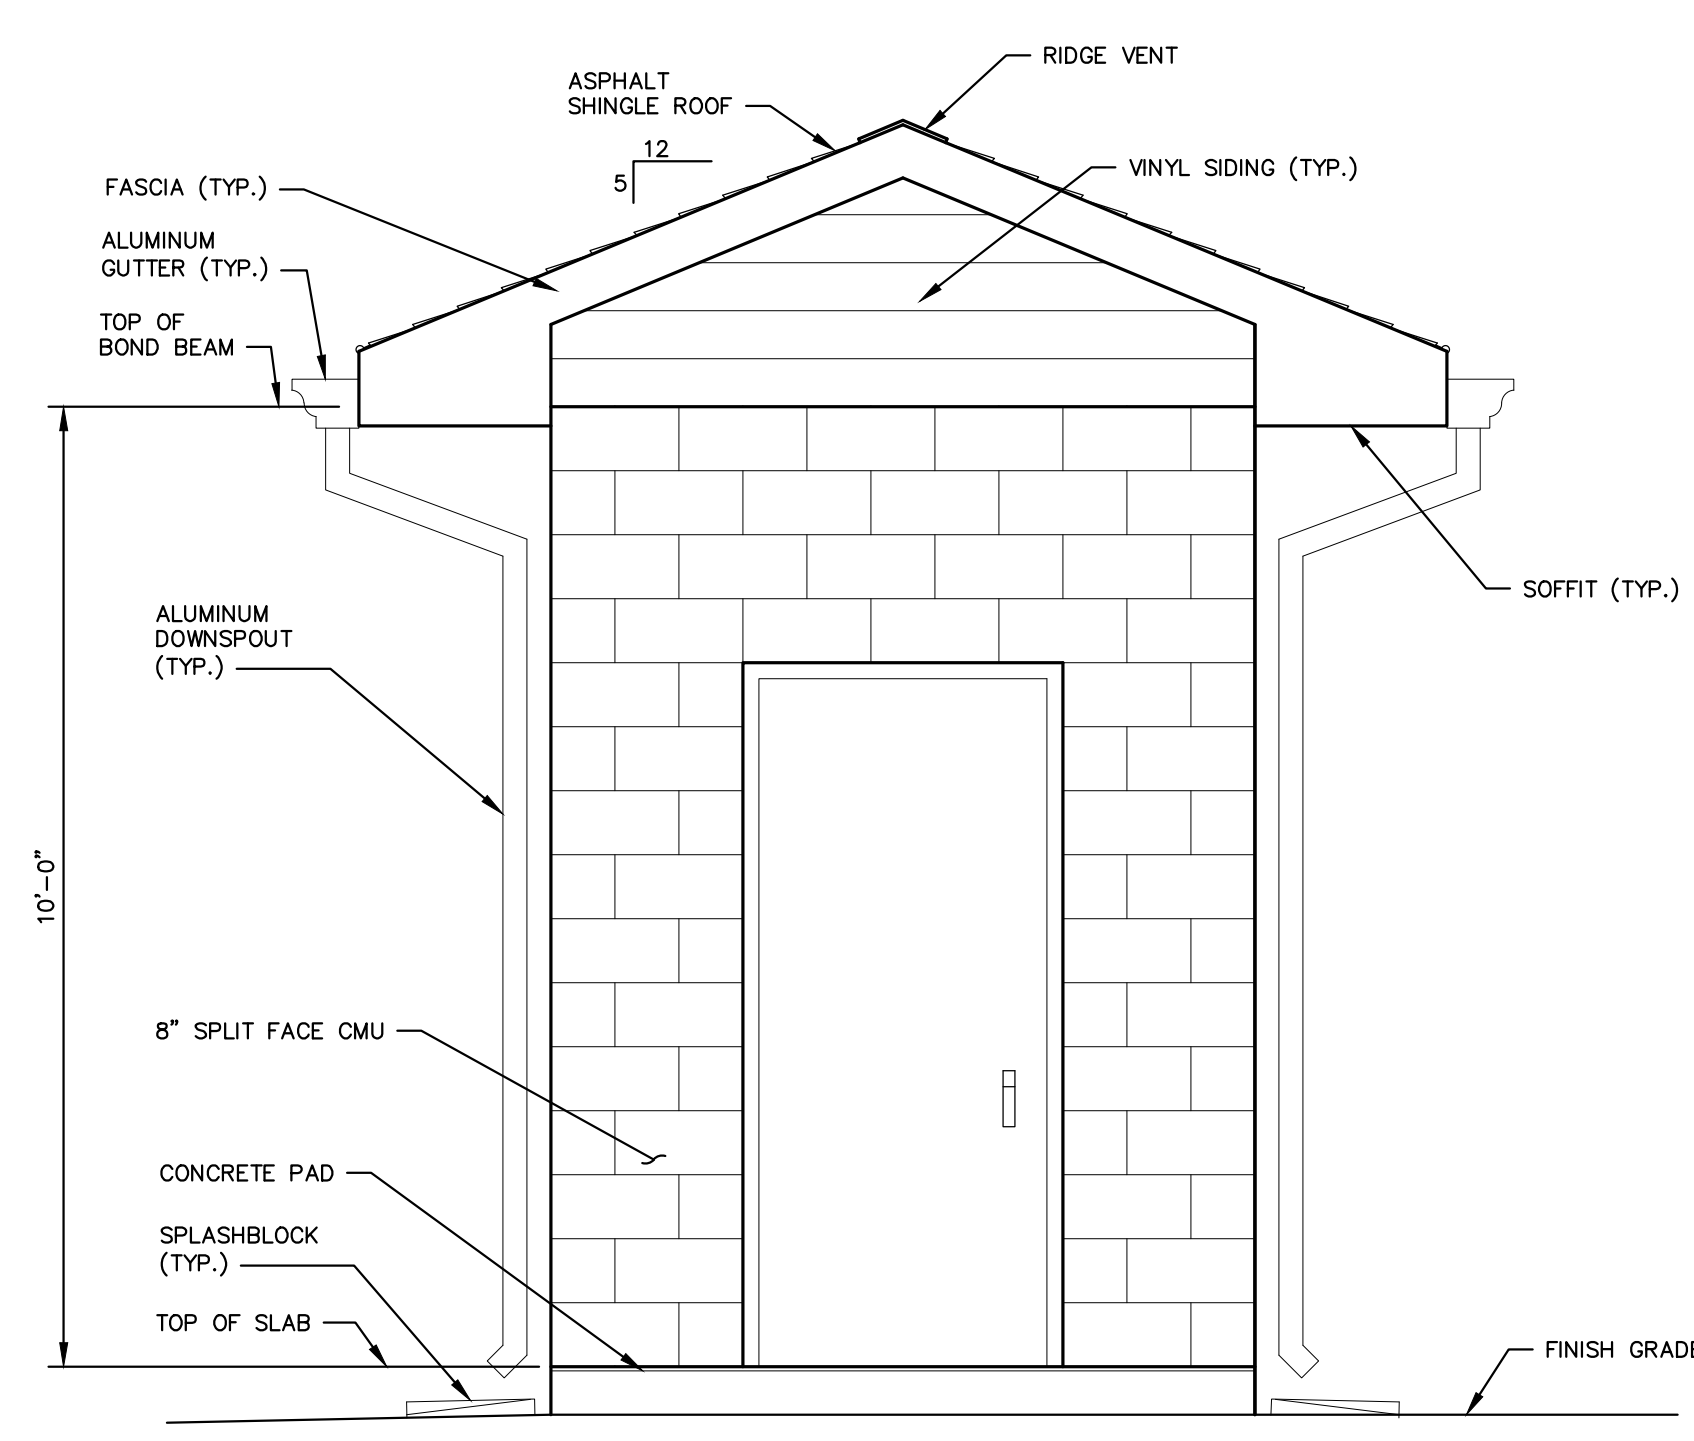 RIDGE VENT
ASPHALT
SHINGLE ROOF
12
5
VINYL SIDING (TYP.)
FASCIA (TYP.)
ALUMINUM
GUTTER (TYP.)
TOP OF
BOND BEAM
SOFFIT (TYP.)
ALUMINUM
DOWNSPOUT
(TYP.)
10'-0"
8" SPLIT FACE CMU
CONCRETE PAD
SPLASHBLOCK
(TYP.)
TOP OF SLAB
FINISH GRADE